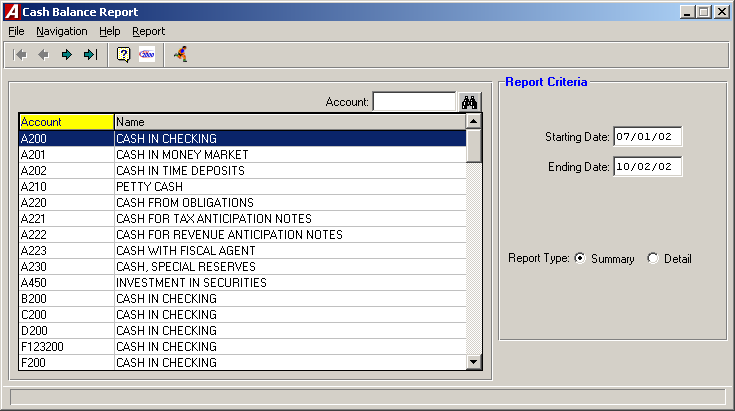 A Cash Balance Report
File Navigation Help Report
? 2000
Account:
Report Criteria
Account Name
A200 CASH IN CHECKING
A201 CASH IN MONEY MARKET
A202 CASH IN TIME DEPOSITS
A210 PETTY CASH
A220 CASH FROM OBLIGATIONS
A221 CASH FOR TAX ANTICIPATION NOTES
A222 CASH FOR REVENUE ANTICIPATION NOTES
A223 CASH WITH FISCAL AGENT
A230 CASH, SPECIAL RESERVES
A450 INVESTMENT IN SECURITIES
B200 CASH IN CHECKING
C200 CASH IN CHECKING
D200 CASH IN CHECKING
F123200 CASH IN CHECKING
F200 CASH IN CHECKING
Starting Date: 07/01/02
Ending Date: 10/02/02
Report Type: Summary Detail